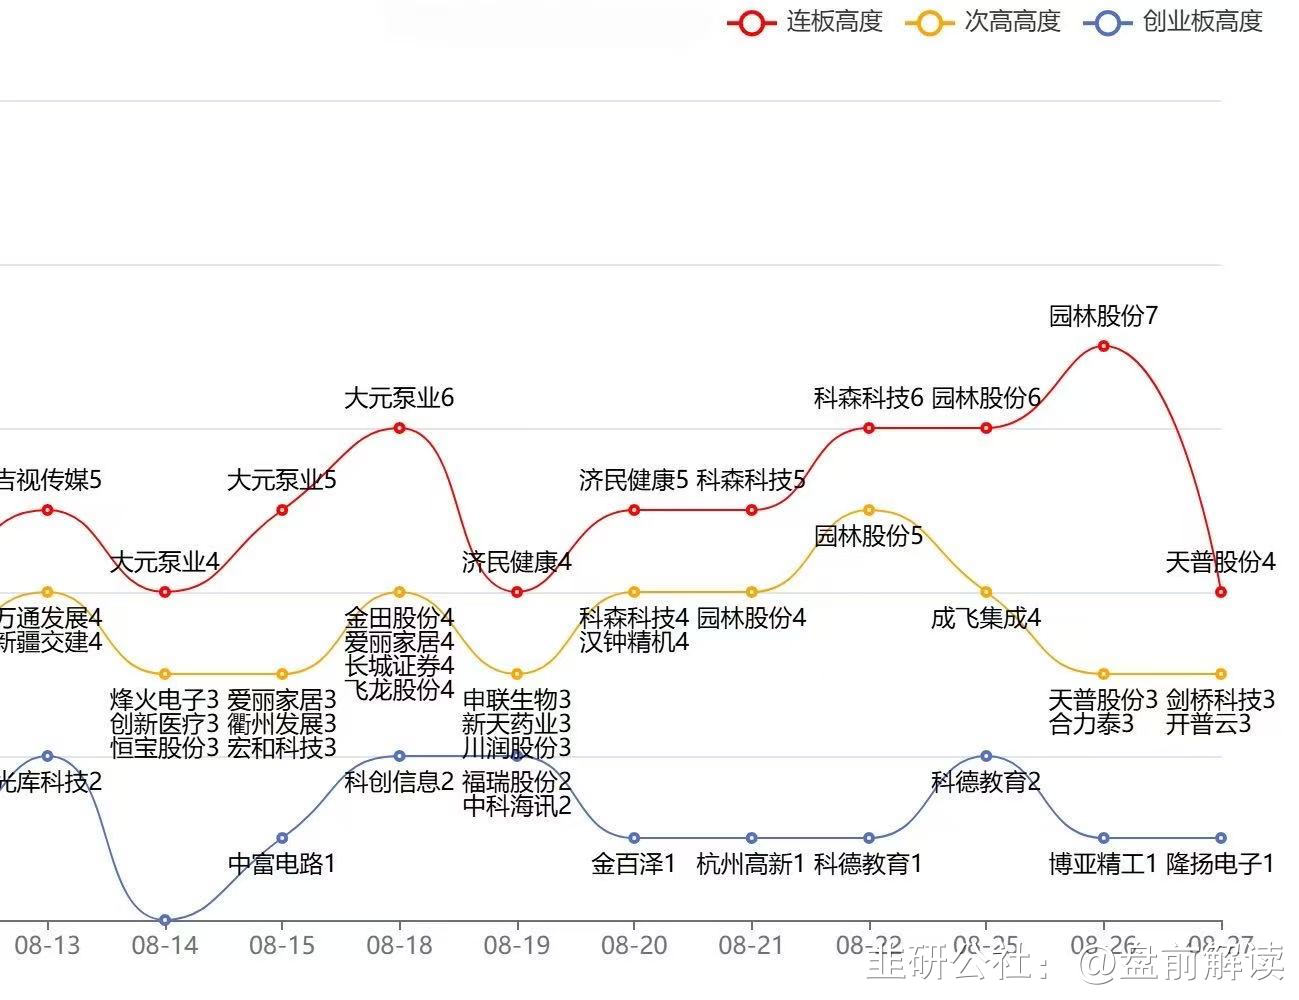 连板高度 次高高度 创业板高度
园林股份7
大元泵业6 科森科技6 园林股份6
吉视传媒5 大元泵业5 济民健康5 科森科技5
园林股份5
大元泵业4 济民健康4 天普股份4
万通发展4 金田股份4 科森科技4 园林股份4 成飞集成4
新疆交建4 爱丽家居4 汉钟精机4
长城证券4
飞龙股份4
烽火电子3 爱丽家居3 申联生物3 天普股份3 剑桥科技3
创新医疗3 衢州发展3 新天药业3 合力泰3 开普云3
恒宝股份3 宏和科技3 川润股份3
光库科技2 科创信息2 福瑞股份2 科德教育2
中科海讯2
中富电路1 金百泽1 杭州高新1 科德教育1 博亚精工1 隆扬电子1
08-13 08-14 08-15 08-18 08-19 08-20 08-21 08-22 08-25 08-26 08-27
韭研公社：@盘前解读